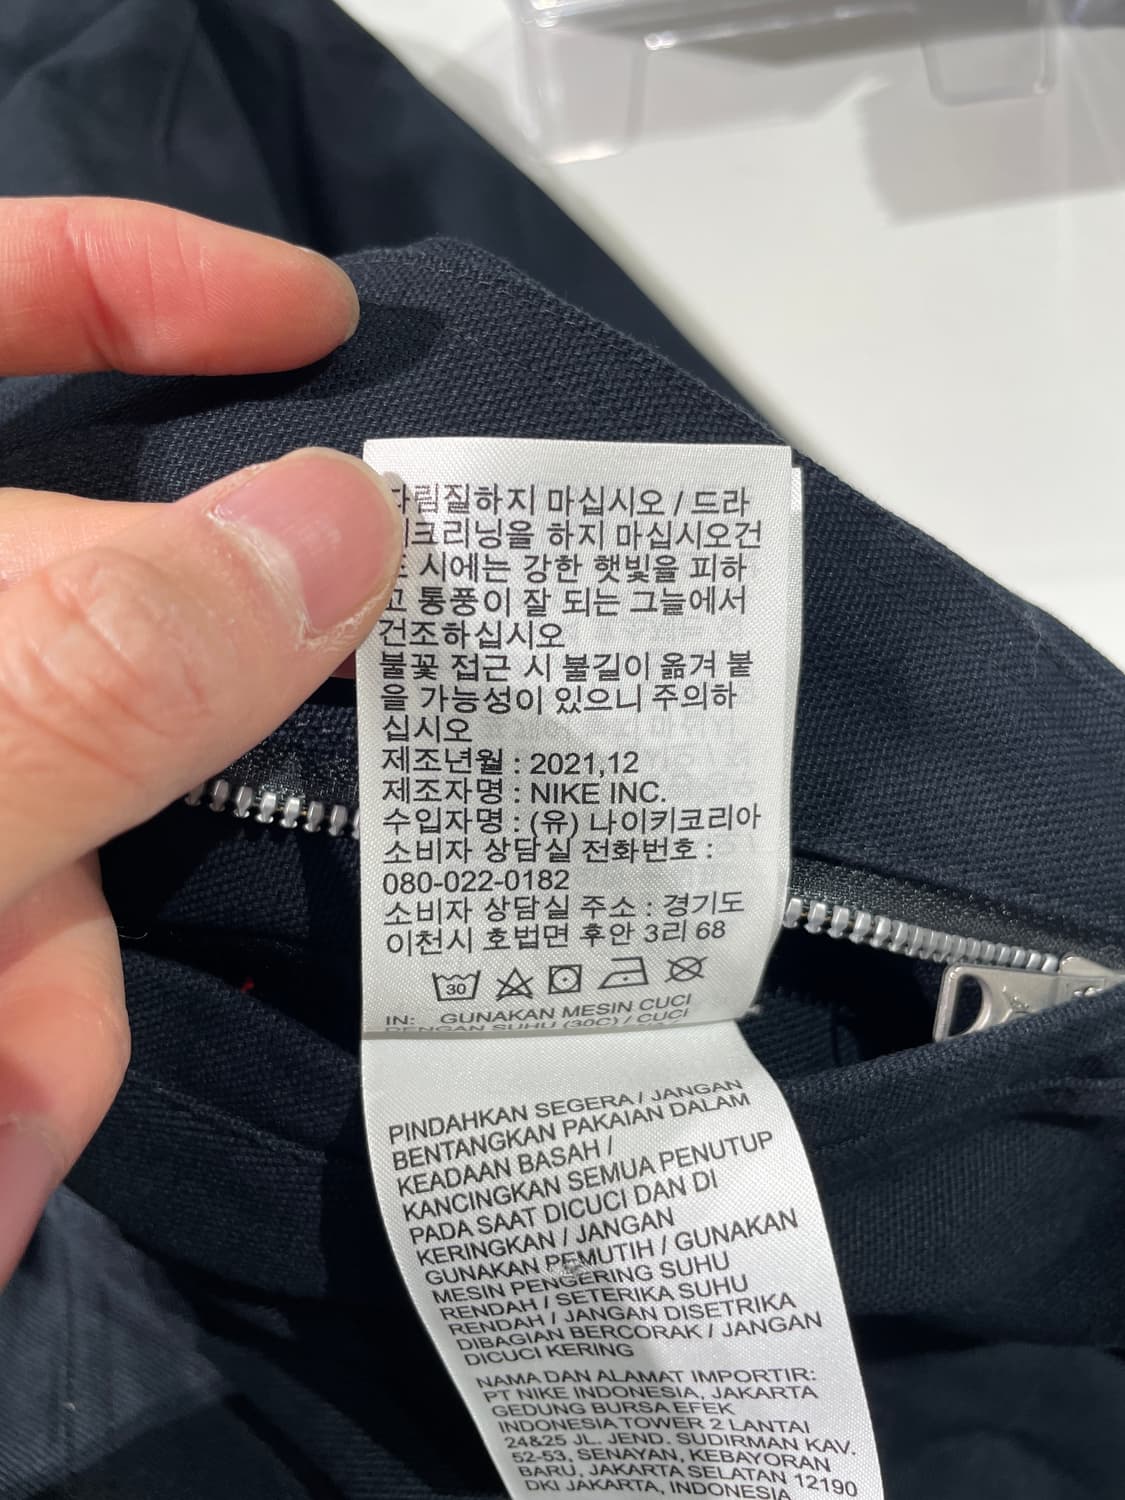 다림질하지 마십시오 / 드라
이크리닝을 하지 마십시오건
시에는 강한 햇빛을 피하
고 통풍이 잘 되는 그늘에서
건조하십시오
불꽃 접근 시 불길이 옮겨 붙
을 가능성이 있으니 주의하
십시오
제조년월 : 2021,12
제조자명 : NIKE INC.
수입자명 : (유) 나이키코리아
소비자 상담실 전화번호 :
080-022-0182
소비자 상담실 주소 : 경기도
이천시 호법면 후안 3리 68
30
IN: GUNAKAN MESIN CUCI
DENGAN SUHU (30C) / CUCI
PINDAHKAN SEGERA / JANGAN
BENTANGKAN PAKAIAN DALAM
KEADAAN BASAH /
KANCINGKAN SEMUA PENUTUP
PADA SAAT DICUCI DAN DI
KERINGKAN / JANGAN
GUNAKAN PEMUTIH / GUNAKAN
MESIN PENGERING SUHU
RENDAH / SETERIKA SUHU
RENDAH / JANGAN DISETRIKA
DIBAGIAN BERCORAK / JANGAN
DICUCI KERING
NAMA DAN ALAMAT IMPORTIR:
PT NIKE INDONESIA, JAKARTA
GEDUNG BURSA EFEK
INDONESIA TOWER 2 LANTAI
24&25 JL. JEND. SUDIRMAN KAV.
52-53, SENAYAN, KEBAYORAN
BARU, JAKARTA SELATAN 12190
DKI JAKARTA, INDONESIA